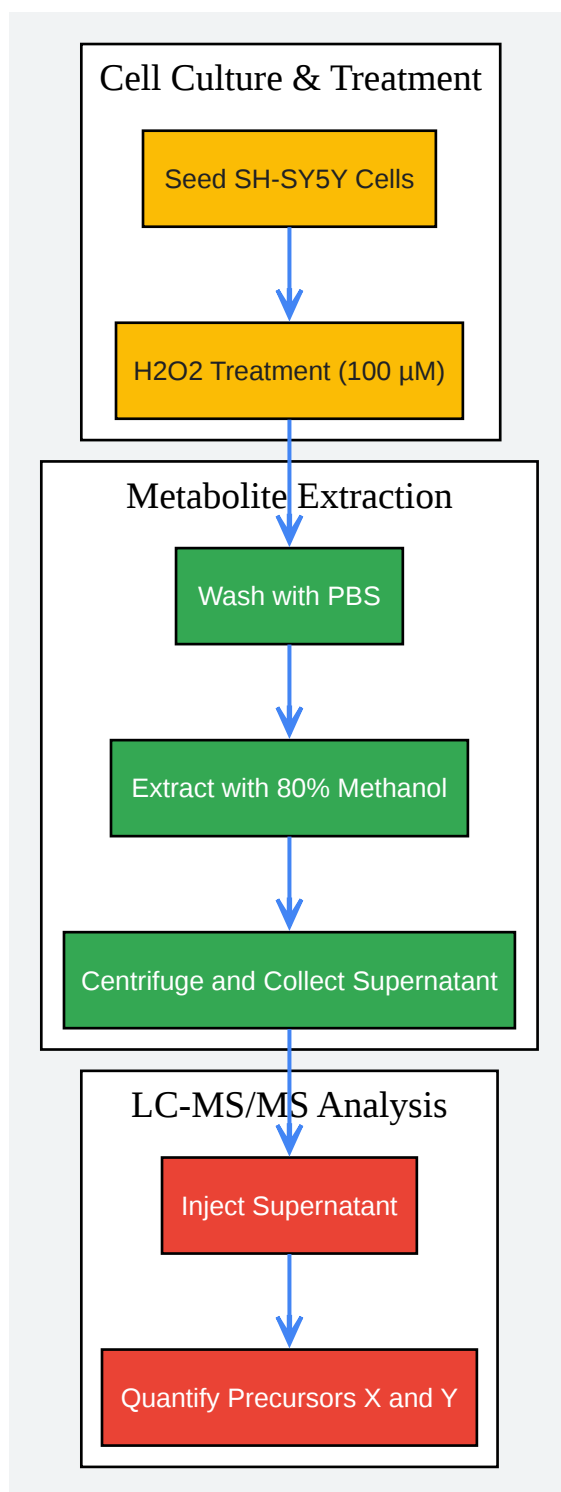 Cell Culture & Treatment
Seed SH-SY5Y Cells
H2O2 Treatment (100 µM)
Metabolite Extraction
Wash with PBS
Extract with 80% Methanol
Centrifuge and Collect Supernatant
LC-MS/MS Analysis
Inject Supernatant
Quantify Precursors X and Y